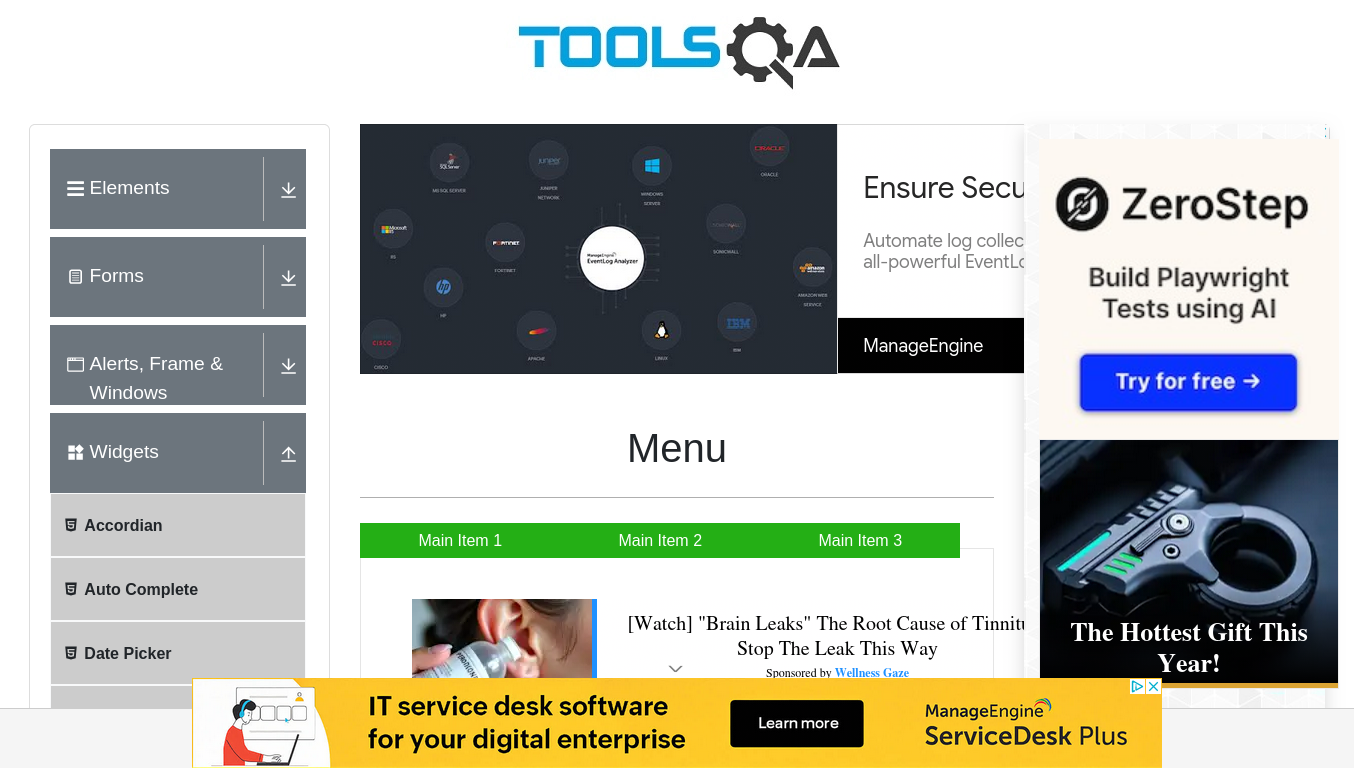 TOOLSQA
Elements
Forms
Alerts, Frame &
Windows
Widgets
Accordian
Auto Complete
Date Picker
SQL Server
MS SQL SERVER
JUNIPER
JUNIPER
NETWORK
WINDOWS
SERVER
ORACLE
ORACLE
Microsoft
IIS
FORTINET
FORTINET
ManageEngine
EventLog Analyzer
SONICWALL
SONICWALL
amazon
AMAZON WEB
SERVICE
hp
HP
APACHE
LINUX
IBM
IBM
CISCO
CISCO
Ensure Secu
Automate log collec
all-powerful EventLo
ManageEngine
ZeroStep
Build Playwright
Tests using AI
Try for free →
The Hottest Gift This
Year!
Menu
Main Item 1
Main Item 2
Main Item 3
[Watch] "Brain Leaks" The Root Cause of Tinnitu
Stop The Leak This Way
Sponsored by Wellness Gaze
IT service desk software
for your digital enterprise
Learn more
ManageEngine
ServiceDesk Plus